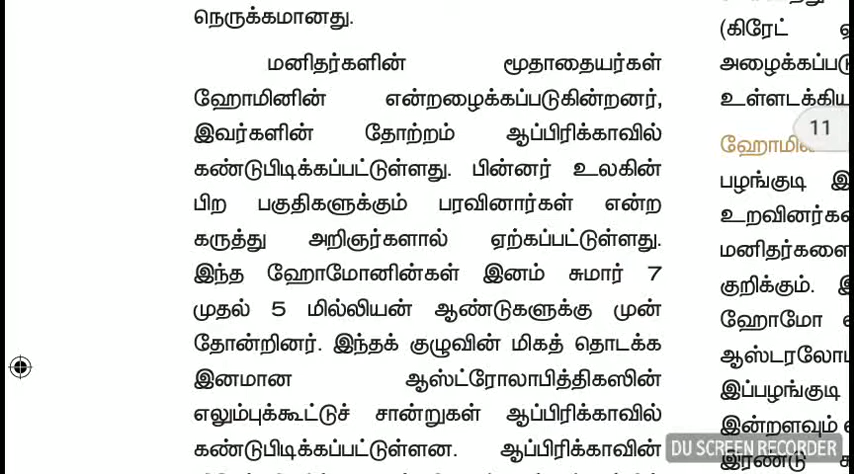 நெருக்கமானது.
மனிதர்களின் மூதாதையர்கள்
ஹோமினின் என்றழைக்கப்படுகின்றனர்,
இவர்களின் தோற்றம் ஆப்பிரிக்காவில்
கண்டுபிடிக்கப்பட்டுள்ளது. பின்னர் உலகின்
பிற பகுதிகளுக்கும் பரவினார்கள் என்ற
கருத்து அறிஞர்களால் ஏற்கப்பட்டுள்ளது.
இந்த ஹோமோனின்கள் இனம் சுமார் 7
முதல் 5 மில்லியன் ஆண்டுகளுக்கு முன்
தோன்றினர். இந்தக் குழுவின் மிகத் தொடக்க
இனமான ஆஸ்ட்ரோலாபித்திகஸின்
எலும்புக்கூட்டுச் சான்றுகள் ஆப்பிரிக்காவில்
கண்டுபிடிக்கப்பட்டுள்ளன. ஆப்பிரிக்காவின்
(கிரேட்
அழைக்கப்படு
உள்ளடக்கிய
11
ஹோமி
பழங்குடி இ
உறவினர்க
மனிதர்களை
குறிக்கும். இ
ஹோமோ
ஆஸ்டரலோ
இப்பழங்குடி
இன்றளவும்
இரண்டு
DU SCREEN RECORDER